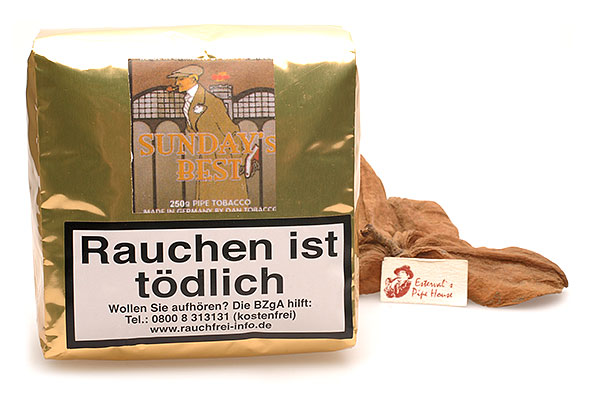 SUNDAY's
BEST
250g PIPE TOBACCO
MADE IN GERMANY BY DAN TOBACCO
Rauchen ist
tödlich
Wollen Sie aufhören? Die BZgA hilft:
Tel.: 0800 8 313131 (kostenfrei)
www.rauchfrei-info.de
Esterval's
Pipe House